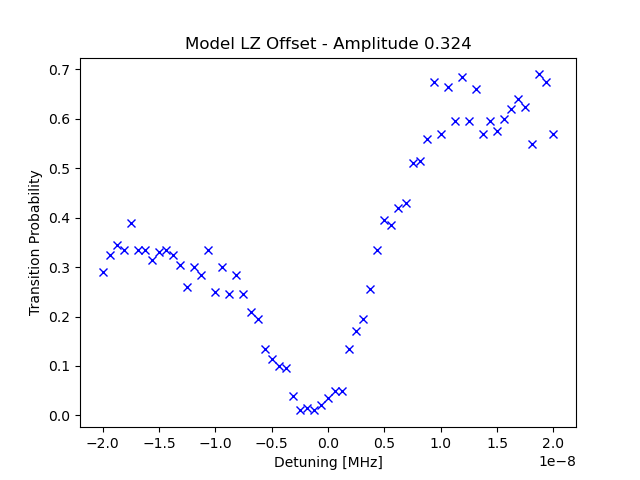 Model LZ Offset - Amplitude 0.324
Transition Probability
0.7
0.6
0.5
0.4
0.3
0.2
0.1
0.0
−2.0 −1.5 −1.0 −0.5 0.0 0.5 1.0 1.5 2.0
1e−8
Detuning [MHz]